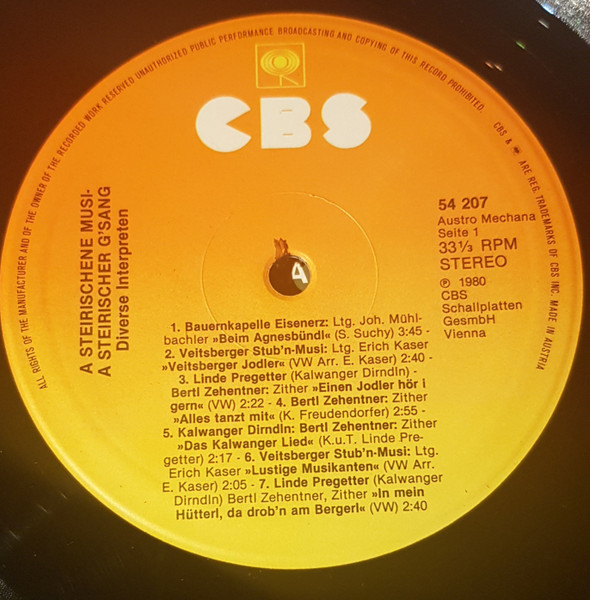 ALL RIGHTS OF THE MANUFACTURER AND OF THE OWNER OF THE RECORDED WORK RESERVED UNAUTHORIZED PUBLIC PERFORMANCE BROADCASTING AND COPYING OF THIS RECORD PROHIBITED.
CBS & ARE REG. TRADEMARKS OF CBS INC. MADE IN AUSTRIA
CBS
A STEIRISCHENE MUSI-
A STEIRISCHER G'SANG
Diverse Interpreten
54 207
Austro Mechana
Seite 1
33⅓ RPM
STEREO
℗ 1980
CBS
Schallplatten
GesmbH
Vienna
4
1. Bauernkapelle Eisenerz: Ltg. Joh. Mühl-
bachler »Beim Agnesbündl« (S. Suchy) 3:45 -
2. Veitsberger Stub'n-Musi: Ltg. Erich Kaser
»Veitsberger Jodler« (VW Arr. E. Kaser) 2:40 -
3. Linde Pregetter (Kalwanger Dirndln) -
Bertl Zehentner: Zither »Einen Jodler hör i
gern« (VW) 2:22 - 4. Bertl Zehentner: Zither
»Alles tanzt mit« (K. Freudendorfer) 2:55 -
5. Kalwanger Dirndln: Bertl Zehentner: Zither
»Das Kalwanger Lied« (K.u.T. Linde Pre-
getter) 2:17 - 6. Veitsberger Stub'n-Musi: Ltg.
Erich Kaser »Lustige Musikanten« (VW Arr.
E. Kaser) 2:05 - 7. Linde Pregetter (Kalwanger
Dirndln) Bertl Zehentner, Zither »In mein
Hütterl, da drob'n am Bergerl« (VW) 2:40